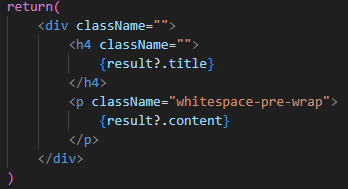 return(
    <div className="">
        <h4 className="">
            {result?.title}
        </h4>
        <p className="whitespace-pre-wrap">
            {result?.content}
        </p>
    </div>
)